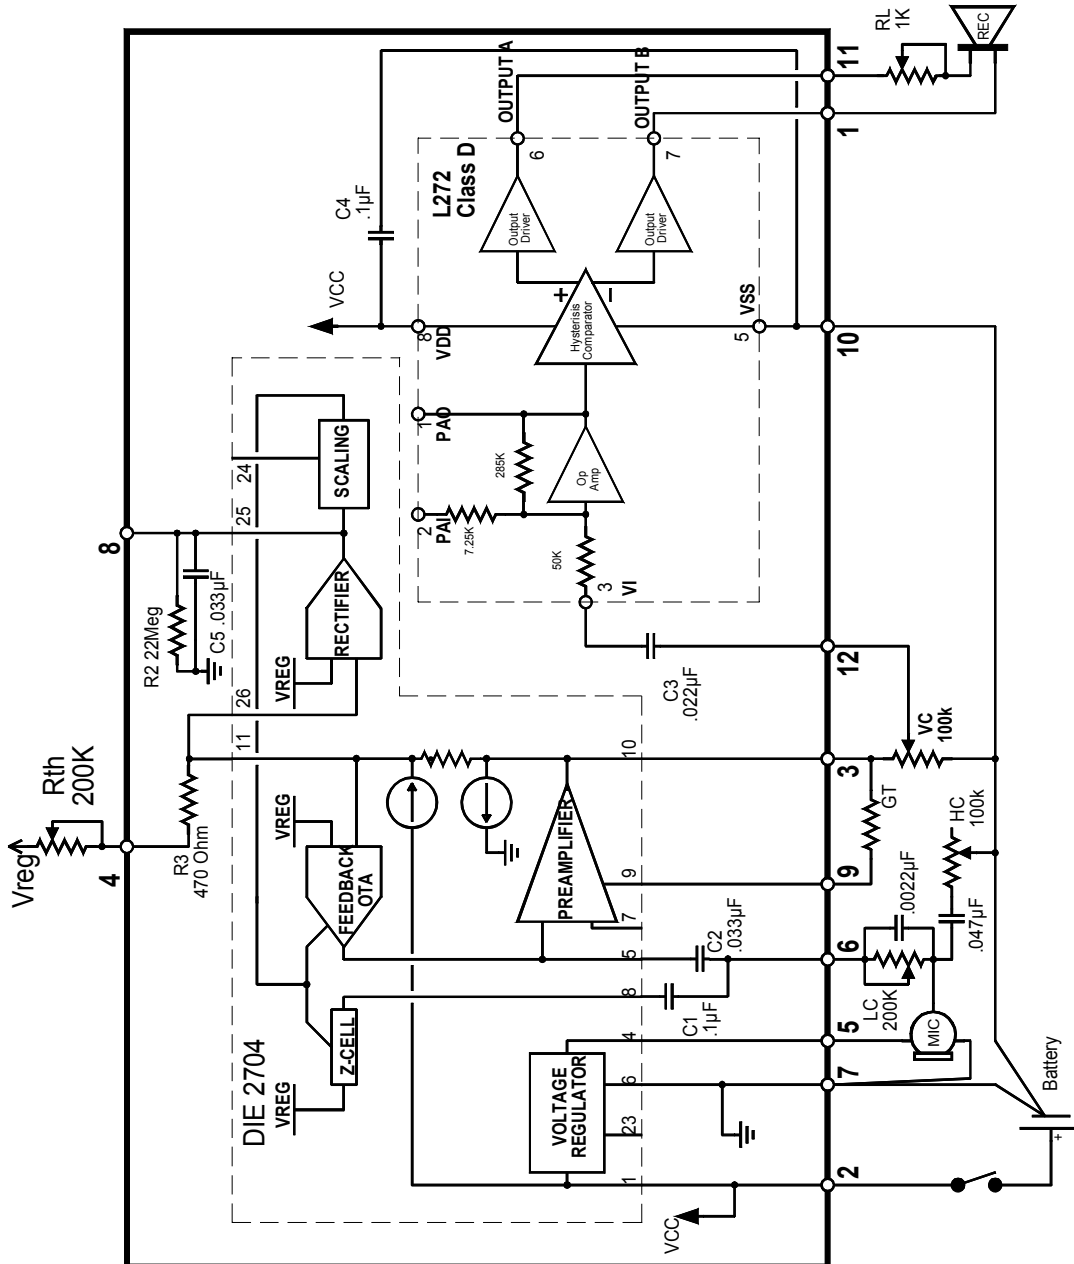 Vreg
Rth
200K
4
R3
470 Ohm
8
R2 22Meg
C5 .033µF
DIE 2704
VREG
Z-CELL
VREG
FEEDBACK
OTA
11
26
VREG
RECTIFIER
25
24
SCALING
VCC
C4
.1µF
L272
Class D
8
VDD
1
PAO
2
PAI
7.25K
285K
50K
3
VI
Op
Amp
Hysterisis
Comparator
+
–
Output
Driver
Output
Driver
6
OUTPUT A
7
OUTPUT B
5
VSS
VOLTAGE
REGULATOR
1
23
6
4
8
5
7
9
10
PREAMPLIFIER
VCC
C1
.1µF
C2
.033µF
C3
.022µF
2
7
5
6
9
3
12
10
1
11
Battery
+
MIC
LC
200K
.0022µF
.047µF
HC
100k
GT
VC
100k
RL
1K
REC